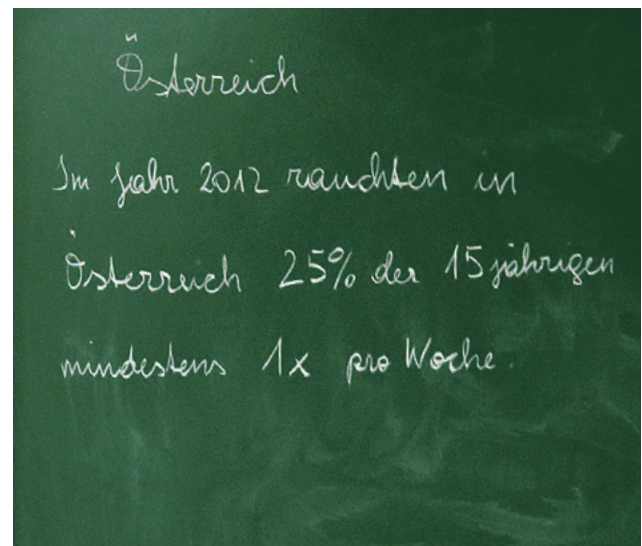 Österreich
Im Jahr 2012 rauchten in
Österreich 25% der 15 jährigen
mindestens 1x pro Woche.